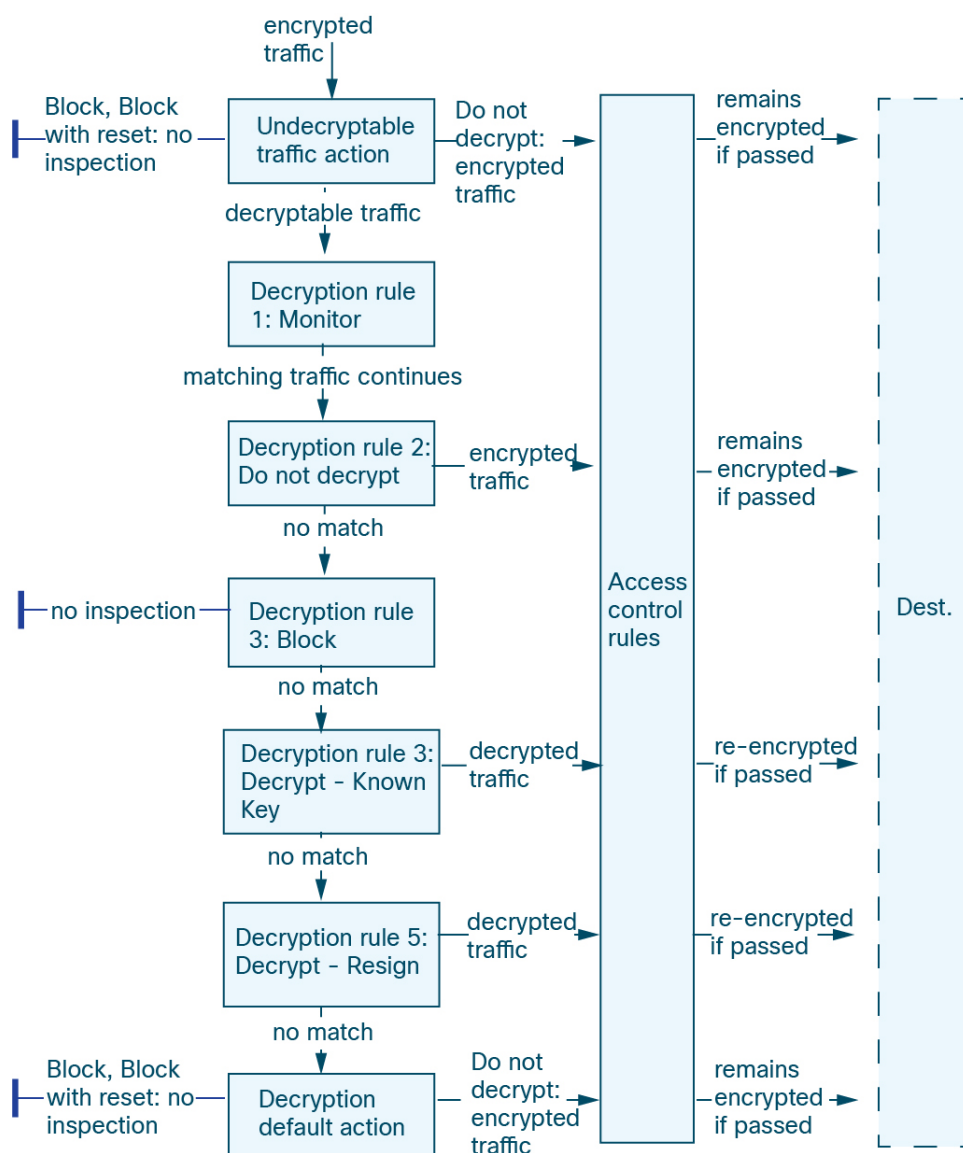 encrypted
traffic
Block, Block
with reset: no
inspection
Undecryptable
traffic action
Do not
decrypt:
encrypted
traffic
remains
encrypted
if passed
decryptable traffic
Decryption rule
1: Monitor
matching traffic continues
Decryption rule 2:
Do not decrypt
encrypted
traffic
remains
encrypted
if passed
no match
no inspection
Decryption rule
3: Block
Access
control
rules
Dest.
no match
Decryption rule 3:
Decrypt - Known
Key
decrypted
traffic
re-encrypted
if passed
no match
Decryption rule 5:
Decrypt - Resign
decrypted
traffic
re-encrypted
if passed
no match
Block, Block
with reset: no
inspection
Decryption
default action
Do not
decrypt:
encrypted
traffic
remains
encrypted
if passed